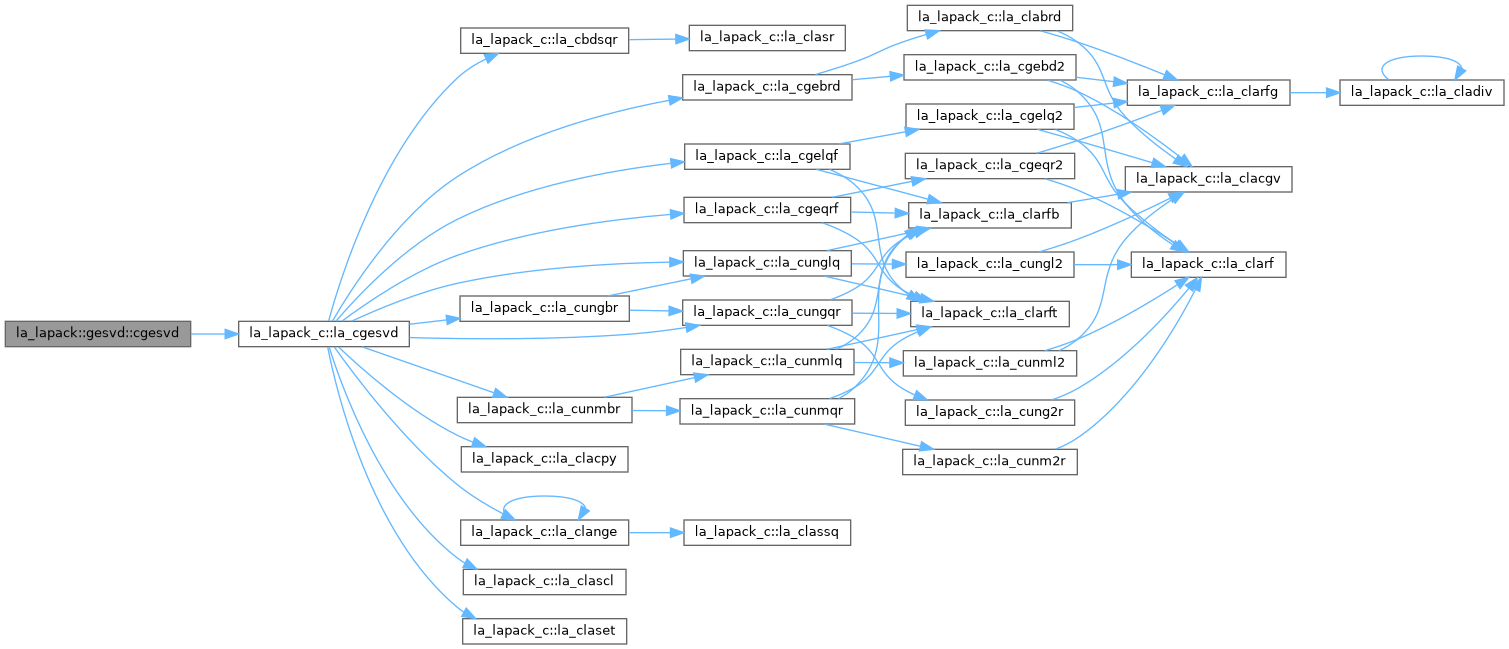 la_lapack::gesvd::cgesvd
la_lapack_c::la_cgesvd
la_lapack_c::la_cbdsqr
la_lapack_c::la_cungbr
la_lapack_c::la_cunmbr
la_lapack_c::la_clacpy
la_lapack_c::la_clange
la_lapack_c::la_clascl
la_lapack_c::la_claset
la_lapack_c::la_clasr
la_lapack_c::la_cgebrd
la_lapack_c::la_cgelqf
la_lapack_c::la_cgeqrf
la_lapack_c::la_cunglq
la_lapack_c::la_cungqr
la_lapack_c::la_cunmlq
la_lapack_c::la_cunmqr
la_lapack_c::la_classq
la_lapack_c::la_clabrd
la_lapack_c::la_cgebd2
la_lapack_c::la_cgelq2
la_lapack_c::la_cgeqr2
la_lapack_c::la_clarfb
la_lapack_c::la_cungl2
la_lapack_c::la_clarft
la_lapack_c::la_cunml2
la_lapack_c::la_cung2r
la_lapack_c::la_cunm2r
la_lapack_c::la_clarfg
la_lapack_c::la_clacgv
la_lapack_c::la_clarf
la_lapack_c::la_cladiv